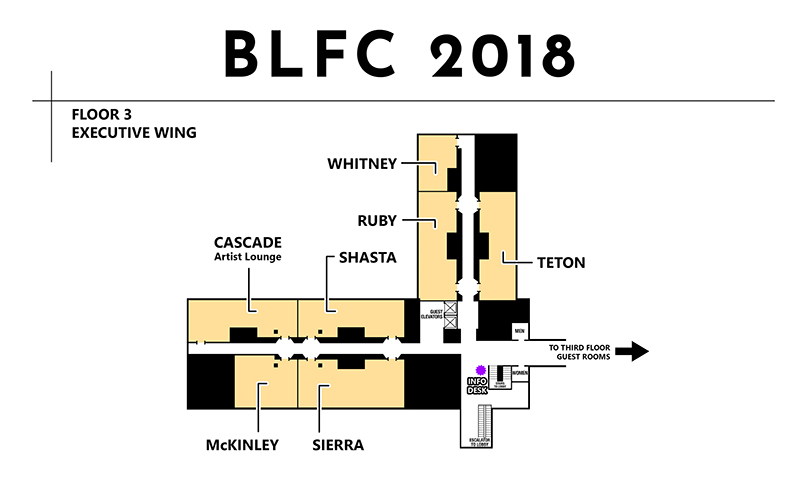 BLFC 2018
FLOOR 3
EXECUTIVE WING
WHITNEY
RUBY
CASCADE
Artist Lounge
SHASTA
TETON
GUEST
ELEVATORS
MEN
TO THIRD FLOOR
GUEST ROOMS
INFO
DESK
STAIRS
TO LOBBY
WOMEN
ESCALATOR
TO LOBBY
McKINLEY
SIERRA